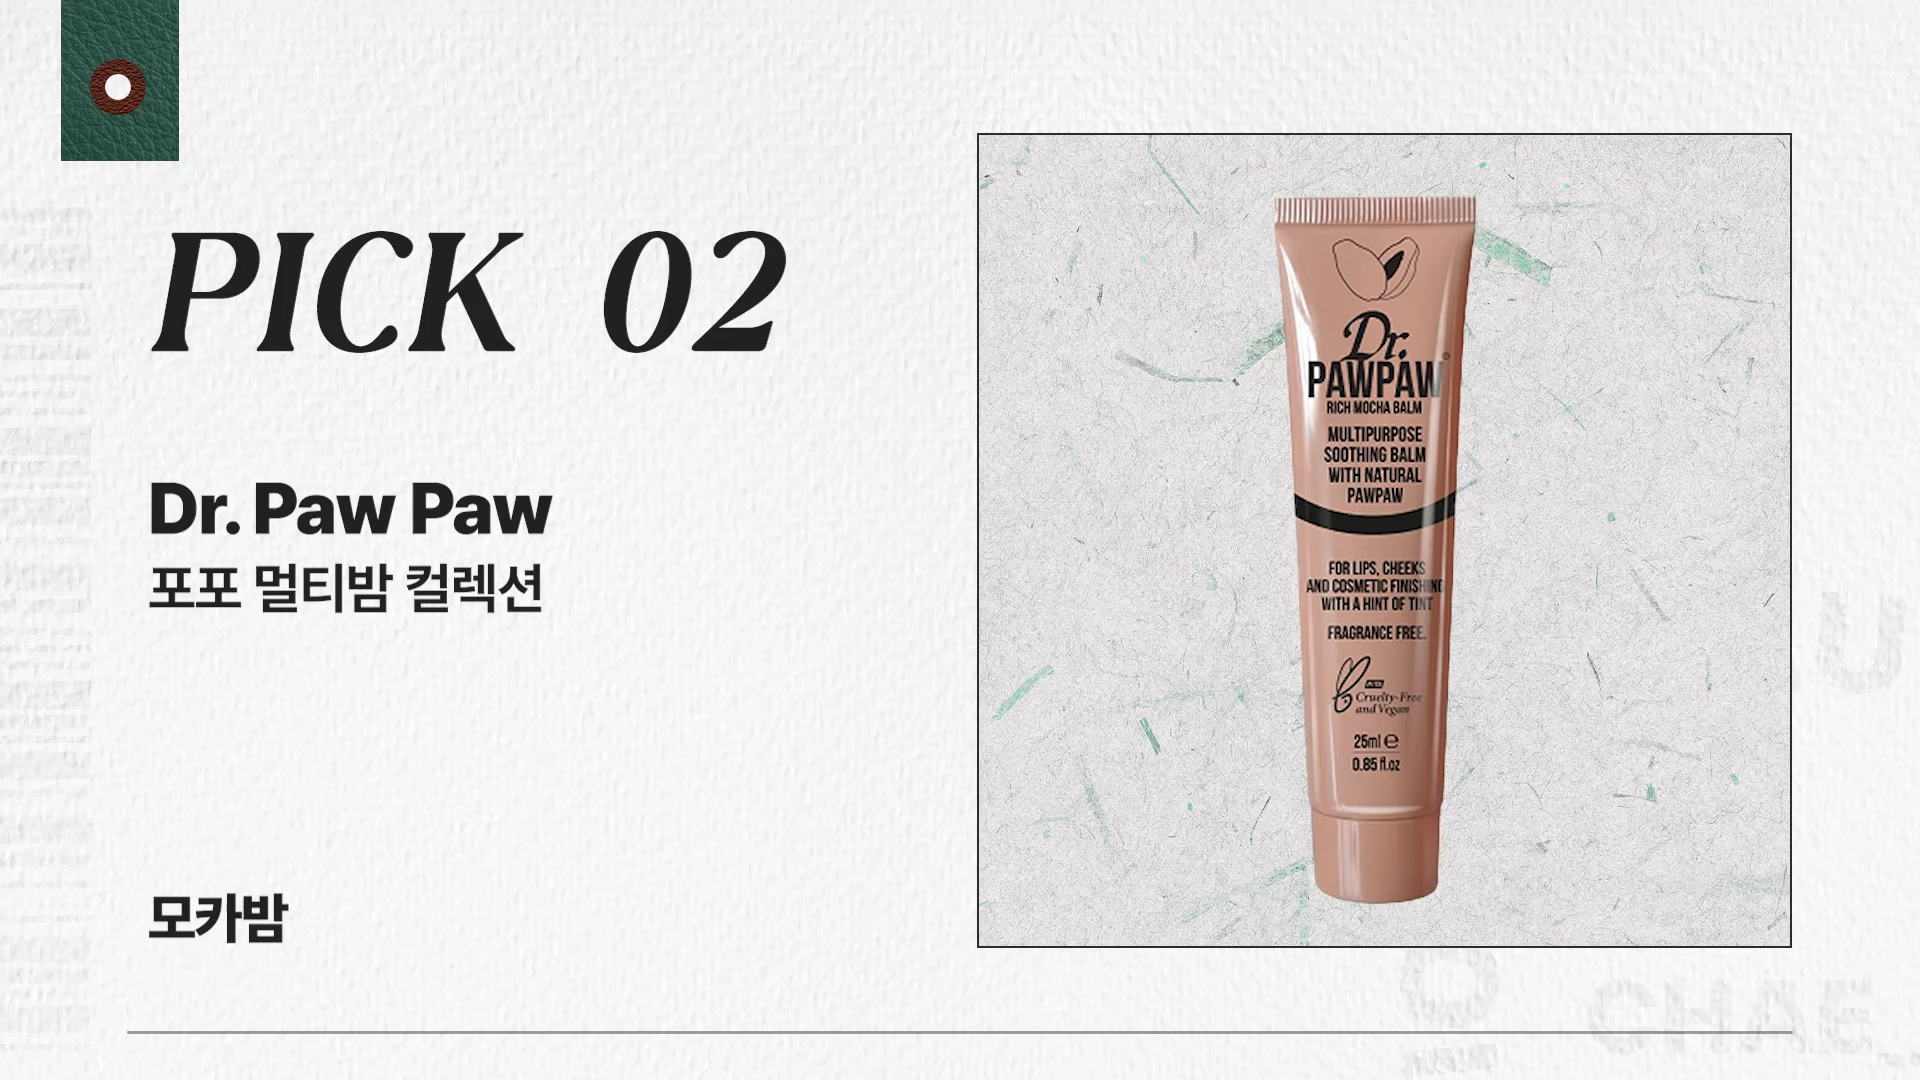 PICK 02
Dr. Paw Paw
포포 멀티밤 컬렉션
모카밤
Dr.
PAWPAW
RICH MOCHA BALM
MULTIPURPOSE
SOOTHING BALM
WITH NATURAL
PAWPAW
FOR LIPS, CHEEKS
AND COSMETIC FINISHING
WITH A HINT OF TINT
FRAGRANCE FREE.
Cruelty-Free
and Vegan
25ml e
0.85 fl.oz
U
O
CHAE